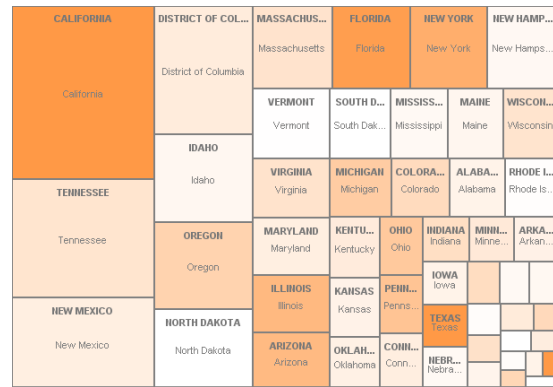 CALIFORNIA
California
TENNESSEE
Tennessee
NEW MEXICO
New Mexico
DISTRICT OF COL...
District of Columbia
IDAHO
Idaho
OREGON
Oregon
NORTH DAKOTA
North Dakota
MASSACHUS...
Massachusetts
FLORIDA
Florida
NEW YORK
New York
NEW HAMP...
New Hamps...
VERMONT
Vermont
SOUTH D...
South Dak...
MISSISS...
Mississippi
MAINE
Maine
WISCON...
Wisconsin
VIRGINIA
Virginia
MICHIGAN
Michigan
COLORA...
Colorado
ALABA...
Alabama
RHODE I...
Rhode Is...
MARYLAND
Maryland
KENTU...
Kentucky
OHIO
Ohio
INDIANA
Indiana
MINN...
Minne...
ARKA...
Arkan...
ILLINOIS
Illinois
KANSAS
Kansas
PENN...
Penns...
IOWA
Iowa
TEXAS
Texas
ARIZONA
Arizona
OKLAH...
Oklahoma
CONN...
Conn...
NEBR...
Nebra...